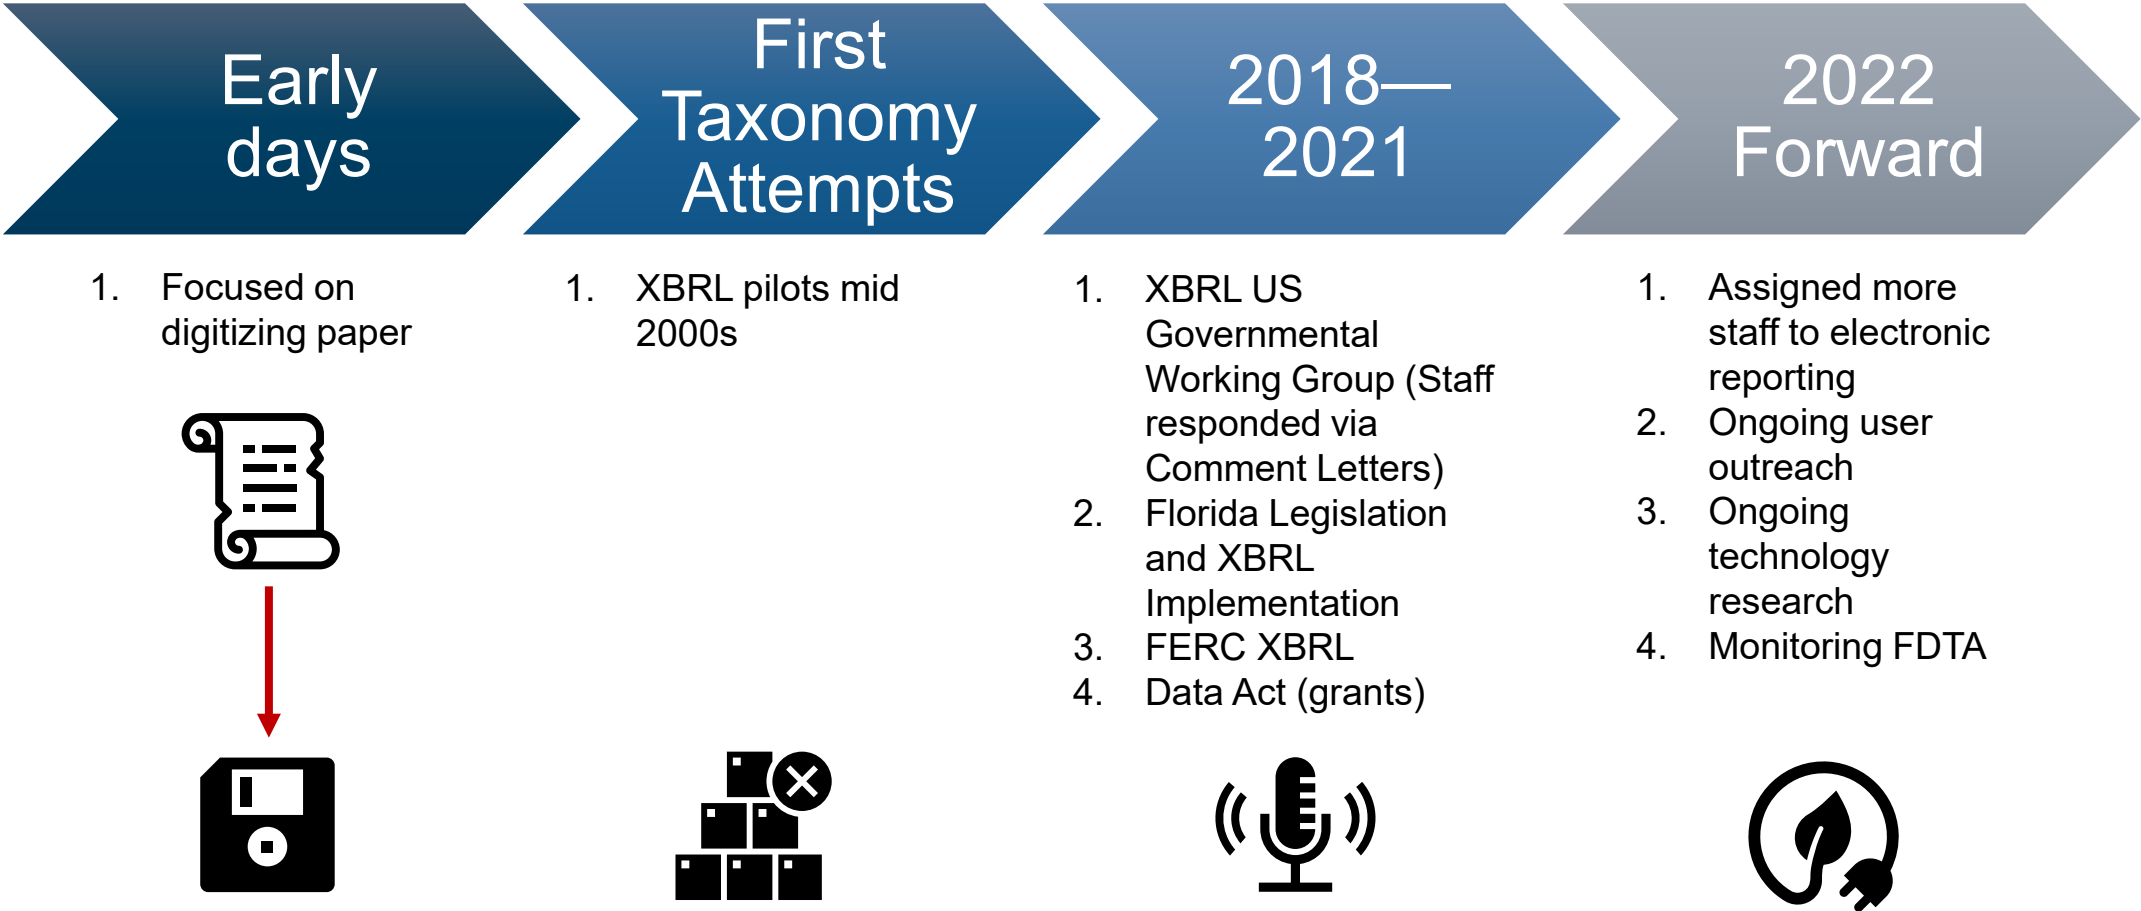 Early
days
First
Taxonomy
Attempts
2018—
2021
2022
Forward
1. Focused on
digitizing paper
1. XBRL pilots mid
2000s
1. XBRL US
Governmental
Working Group (Staff
responded via
Comment Letters)
2. Florida Legislation
and XBRL
Implementation
3. FERC XBRL
4. Data Act (grants)
1. Assigned more
staff to electronic
reporting
2. Ongoing user
outreach
3. Ongoing
technology
research
4. Monitoring FDTA